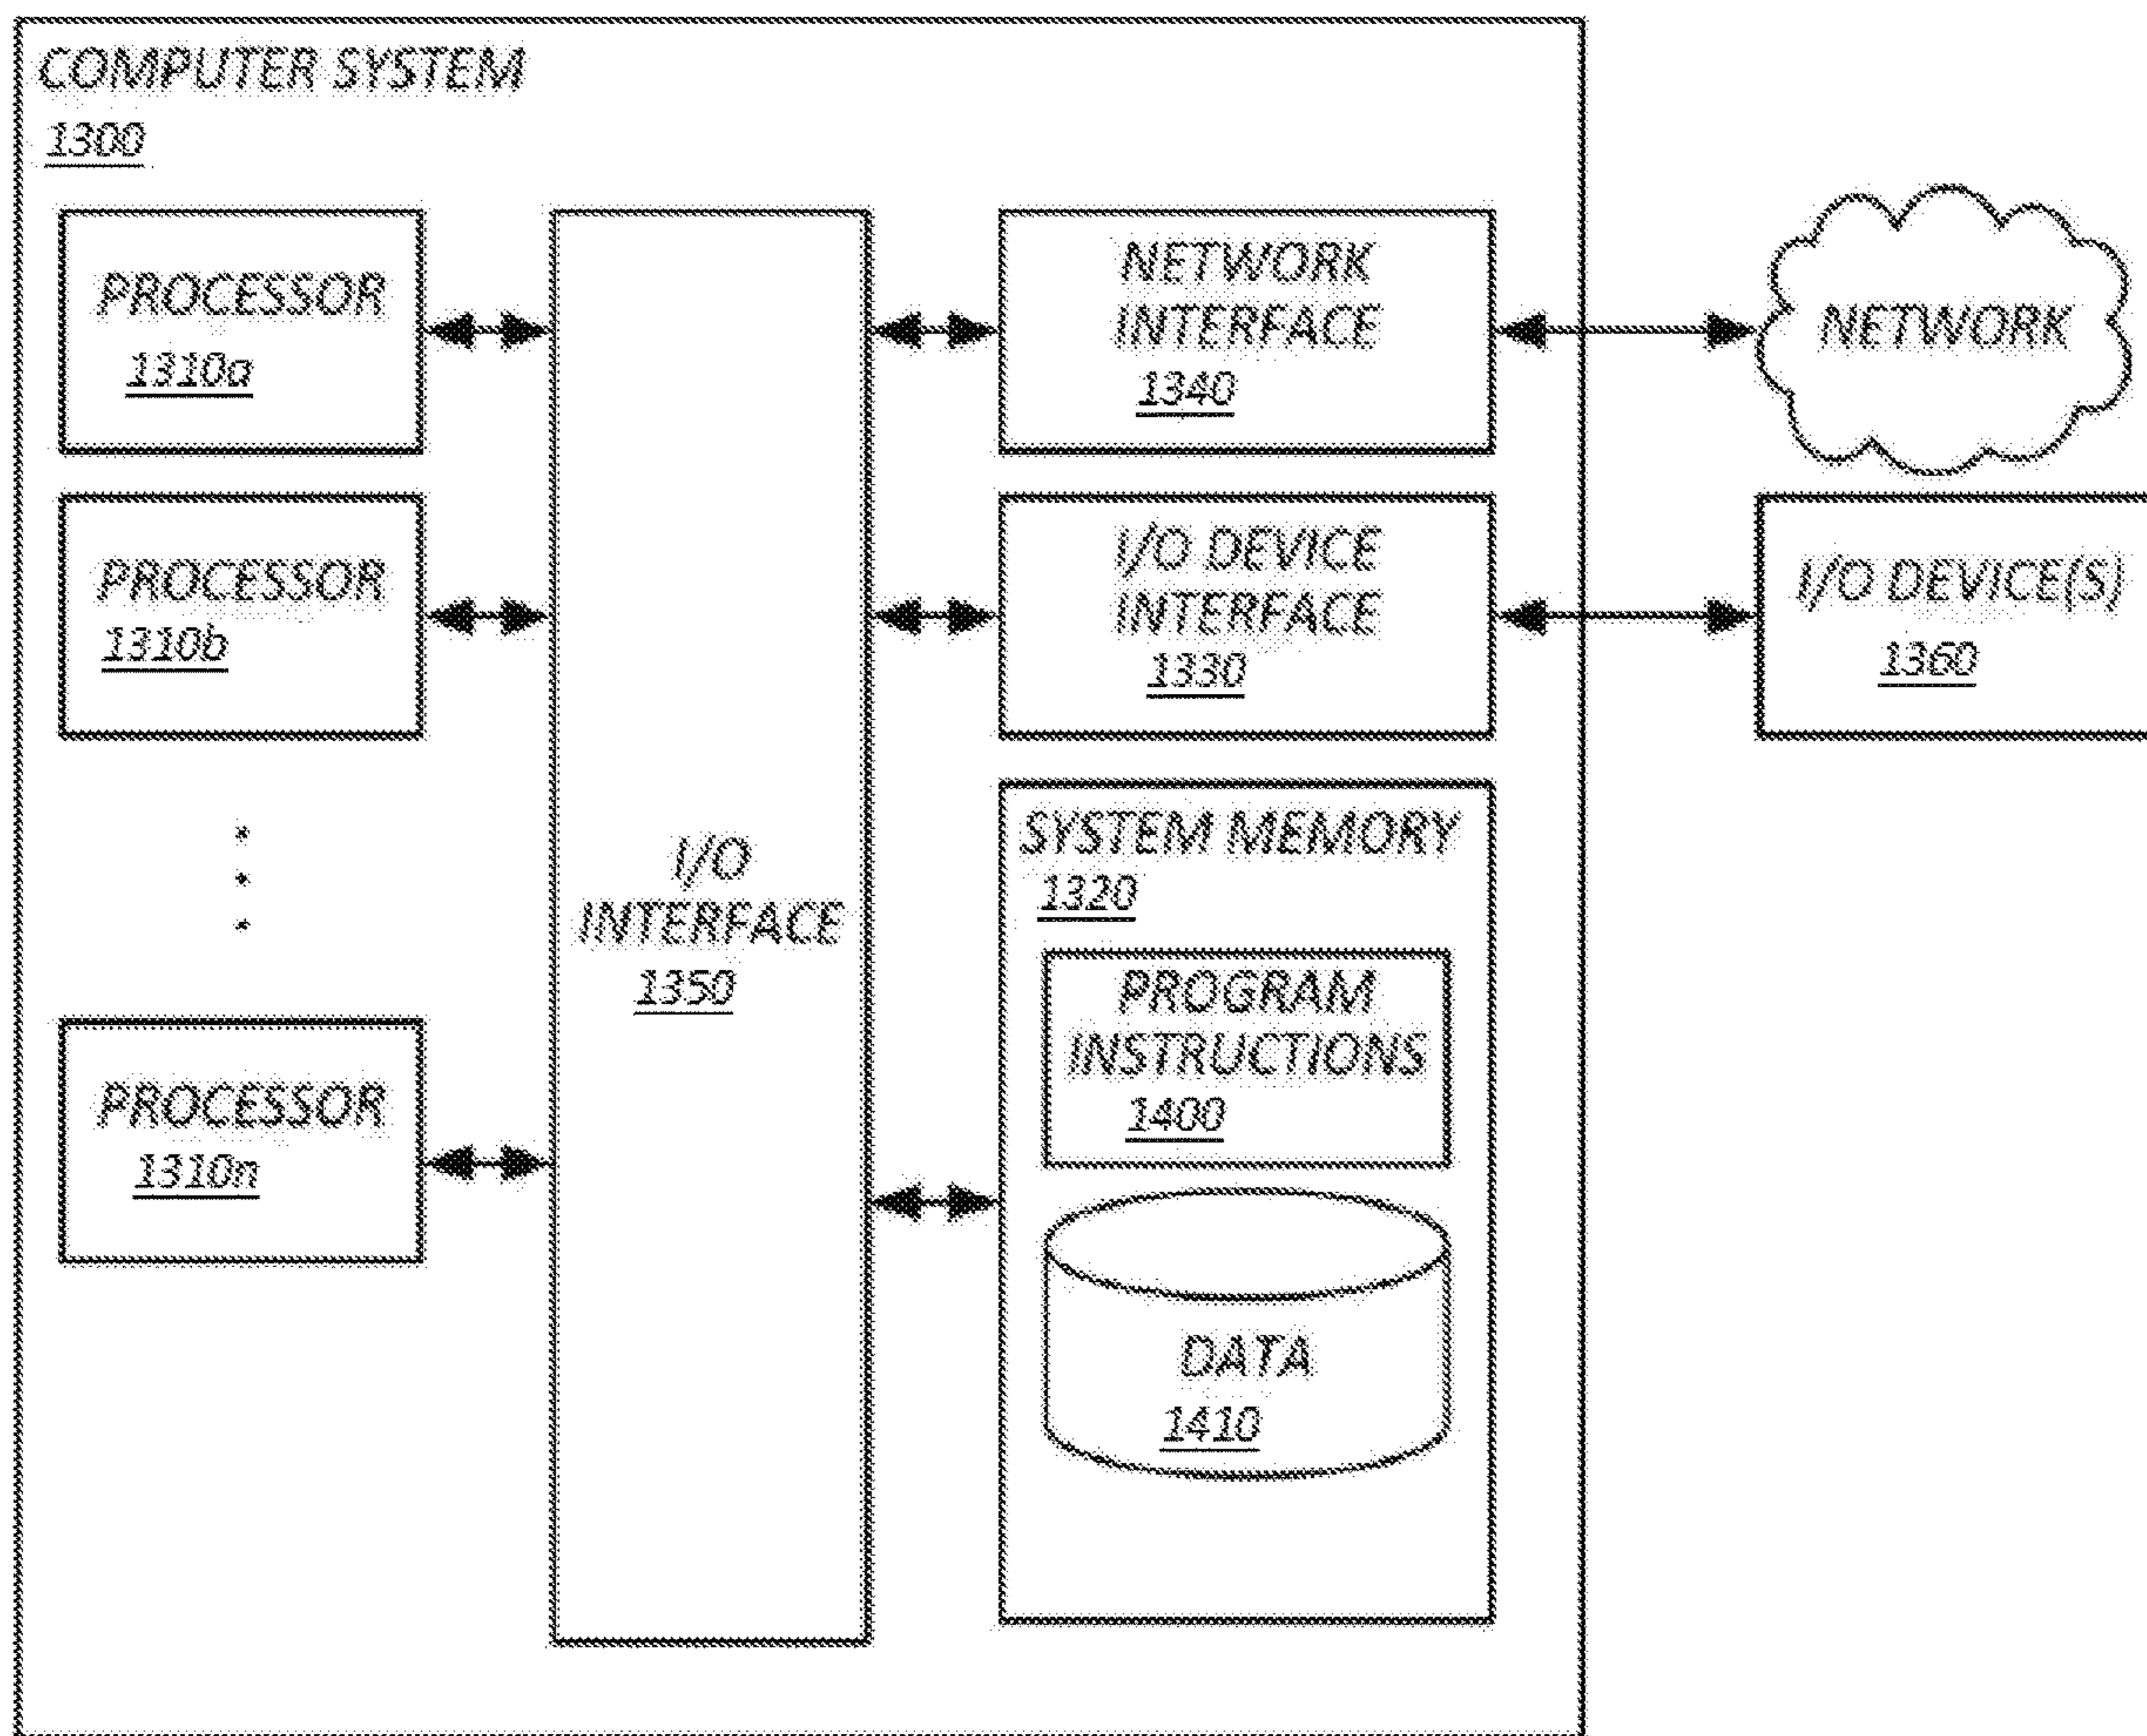 COMPUTER SYSTEM
1300
PROCESSOR
1310a
PROCESSOR
1310b
PROCESSOR
1310n
I/O
INTERFACE
1350
NETWORK
INTERFACE
1340
I/O DEVICE
INTERFACE
1330
SYSTEM MEMORY
1320
PROGRAM
INSTRUCTIONS
1400
DATA
1410
NETWORK
I/O DEVICE(S)
1360